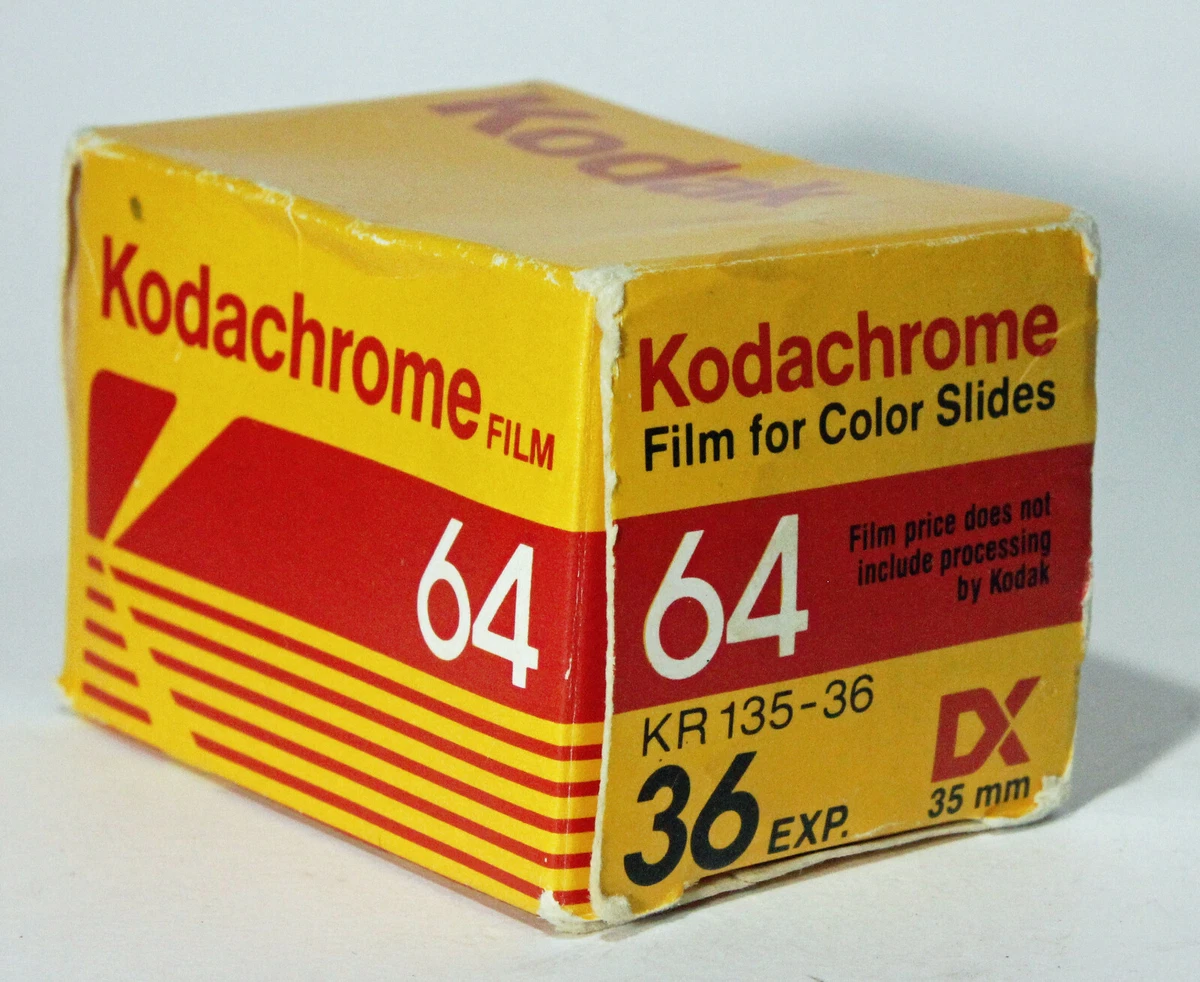 Kodak
Kodachrome FILM
64
Kodachrome
Film for Color Slides
64
Film price does not
include processing
by Kodak
KR 135-36
36 EXP.
DX
35 mm